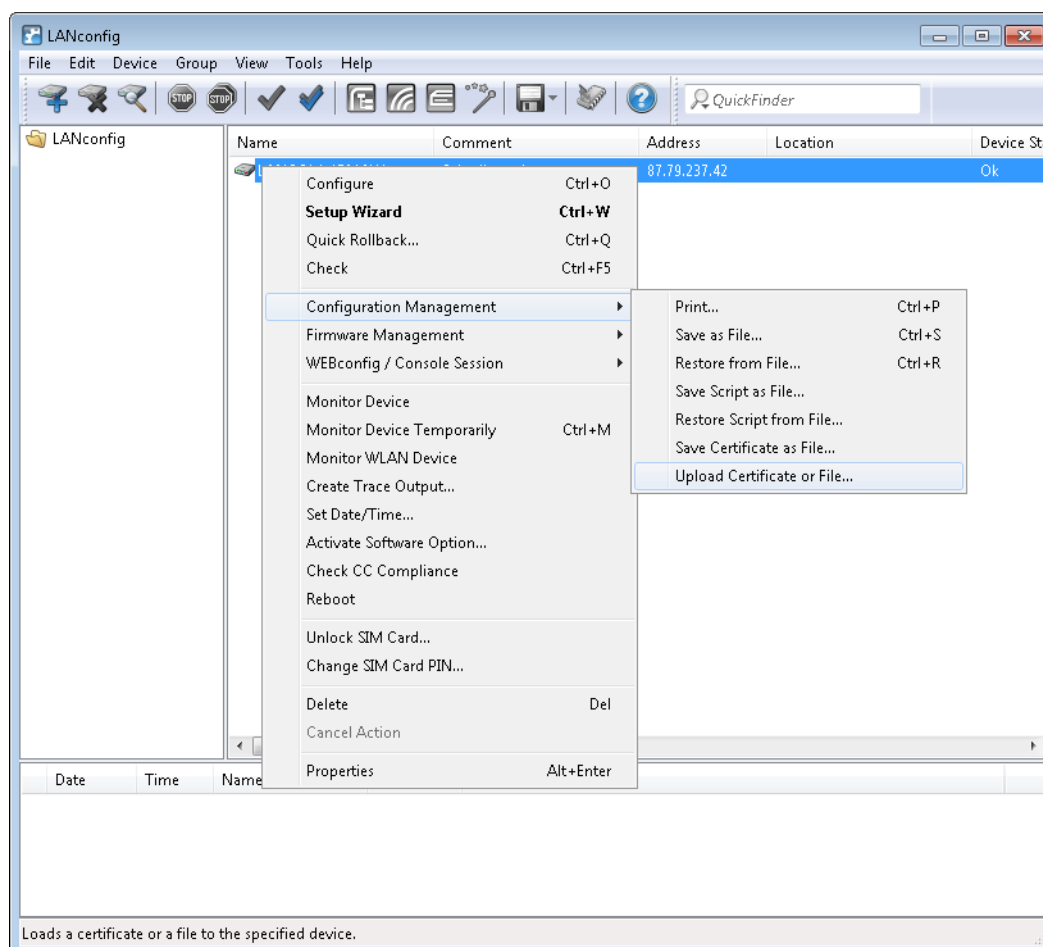 LANconfig
File Edit Device Group View Tools Help
STOP STOP QuickFinder
LANconfig
Name Comment Address Location Device St
87.79.237.42 Ok
Configure Ctrl+O
Setup Wizard Ctrl+W
Quick Rollback... Ctrl+Q
Check Ctrl+F5
Configuration Management
Firmware Management
WEBconfig / Console Session
Monitor Device
Monitor Device Temporarily Ctrl+M
Monitor WLAN Device
Create Trace Output...
Set Date/Time...
Activate Software Option...
Check CC Compliance
Reboot
Unlock SIM Card...
Change SIM Card PIN...
Delete Del
Cancel Action
Properties Alt+Enter
Print... Ctrl+P
Save as File... Ctrl+S
Restore from File... Ctrl+R
Save Script as File...
Restore Script from File...
Save Certificate as File...
Upload Certificate or File...
Date Time Name
Loads a certificate or a file to the specified device.